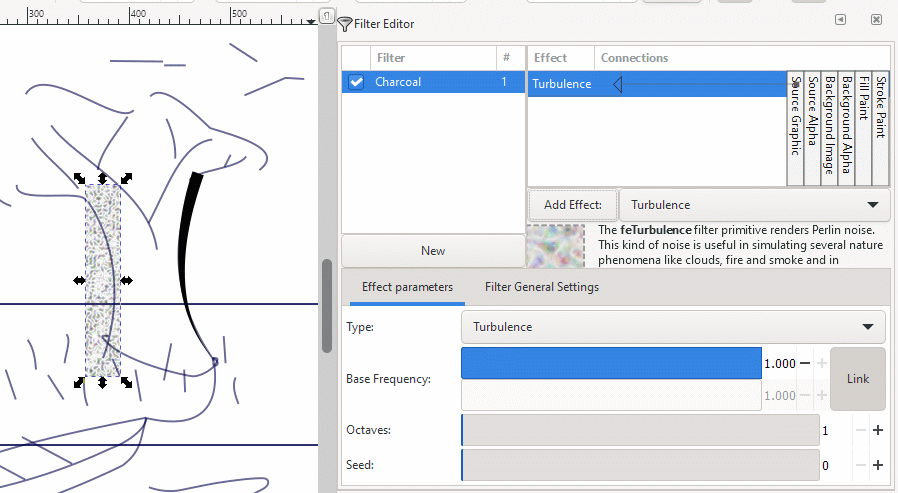 300
400
500
Filter Editor
Filter
#
Effect
Connections
Charcoal
1
Turbulence
Source Graphic
Source Alpha
Background Image
Background Alpha
Fill Paint
Stroke Paint
Add Effect:
Turbulence
New
The feTurbulence filter primitive renders Perlin noise.
This kind of noise is useful in simulating several nature
phenomena like clouds, fire and smoke and in
Effect parameters
Filter General Settings
Type:
Turbulence
Base Frequency:
1.000
1.000
Link
Octaves:
1
Seed:
0